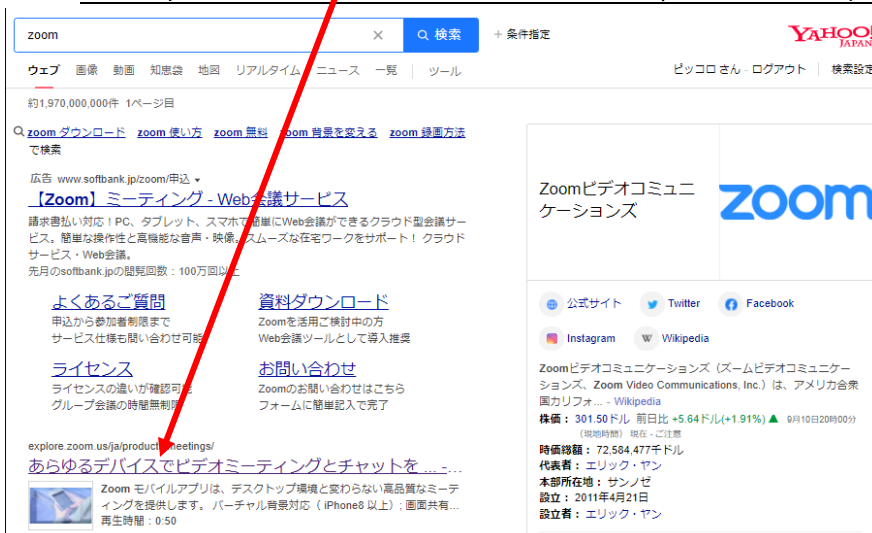 zoom
検索
条件指定
YAHOO!
JAPAN
ウェブ 画像 動画 知恵袋 地図 リアルタイム ニュース 一覧 ツール
ピッコロ さん - ログアウト 検索設定
約1,970,000,000件 1ページ目
zoom ダウンロード zoom 使い方 zoom 無料 zoom 背景を変える zoom 録画方法
で検索
広告 www.softbank.jp/zoom/申込
【Zoom】ミーティング - Web会議サービス
請求書払い対応！PC、タブレット、スマホで簡単にWeb会議ができるクラウド型会議サー
ビス。簡単な操作性と高機能な音声・映像。スムーズな在宅ワークをサポート！ クラウド
サービス・Web会議。
先月のsoftbank.jpの閲覧回数：100万回以上
よくあるご質問
申込から参加者制限まで
サービス仕様も問い合わせ可能
資料ダウンロード
Zoomを活用ご検討中の方
Web会議ツールとして導入推奨
ライセンス
ライセンスの違いが確認可能
グループ会議の時間無制限
お問い合わせ
Zoomのお問い合わせはこちら
フォームに簡単記入で完了
explore.zoom.us/ja/products/meetings/
あらゆるデバイスでビデオミーティングとチャットを ... - ...
Zoom モバイルアプリは、デスクトップ環境と変わらない高品質なミーテ
ィングを提供します。 バーチャル背景対応（ iPhone8 以上）; 画面共有...
再生時間：0:50
Zoomビデオコミュニ
ケーションズ
zoom
公式サイト Twitter Facebook
Instagram Wikipedia
Zoomビデオコミュニケーションズ（ズームビデオコミュニケー
ションズ、Zoom Video Communications, Inc.）は、アメリカ合衆
国カリフォ... - Wikipedia
株価： 301.50ドル 前日比 +5.64ドル(+1.91%) ▲ 9月10日20時00分
（現地時間） 現在 - ご注意
時価総額： 72,584,477千ドル
代表者： エリック・ヤン
本部所在地： サンノゼ
設立： 2011年4月21日
設立者： エリック・ヤン